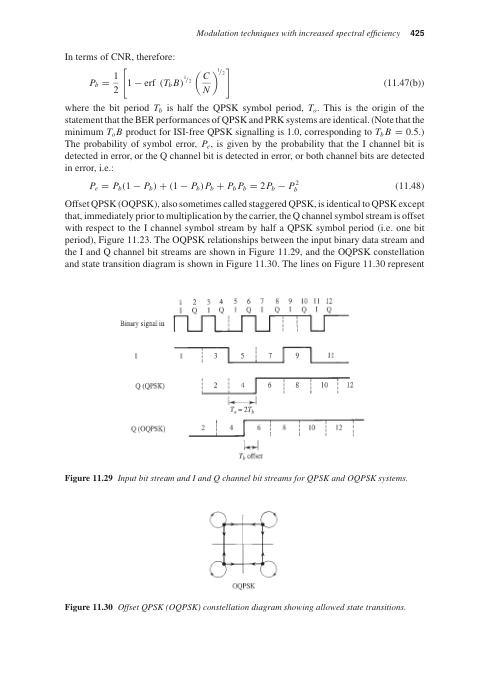 Modulation techniques with increased spectral efficiency 425
In terms of CNR, therefore:
P_b = 1/2 [1 − erf (T_b B)^{1/2} (C/N)^{1/2}] (11.47(b))
where the bit period T_b is half the QPSK symbol period, T_o. This is the origin of the
statement that the BER performances of QPSK and PRK systems are identical. (Note that the
minimum T_oB product for ISI-free QPSK signalling is 1.0, corresponding to T_bB = 0.5.)
The probability of symbol error, P_e, is given by the probability that the I channel bit is
detected in error, or the Q channel bit is detected in error, or both channel bits are detected
in error, i.e.:
P_e = P_b(1 − P_b) + (1 − P_b)P_b + P_bP_b = 2P_b − P_b^2 (11.48)
Offset QPSK (OQPSK), also sometimes called staggered QPSK, is identical to QPSK except
that, immediately prior to multiplication by the carrier, the Q channel symbol stream is offset
with respect to the I channel symbol stream by half a QPSK symbol period (i.e. one bit
period), Figure 11.23. The OQPSK relationships between the input binary data stream and
the I and Q channel bit streams are shown in Figure 11.29, and the OQPSK constellation
and state transition diagram is shown in Figure 11.30. The lines on Figure 11.30 represent
1 2 3 4 5 6 7 8 9 10 11 12
I Q I Q I Q I Q I Q I Q
Binary signal in
I 1 3 5 7 9 11
Q (QPSK) 2 4 6 8 10 12
T_o = 2T_b
Q (OQPSK) 2 4 6 8 10 12
T_b offset
Figure 11.29 Input bit stream and I and Q channel bit streams for QPSK and OQPSK systems.
OQPSK
Figure 11.30 Offset QPSK (OQPSK) constellation diagram showing allowed state transitions.